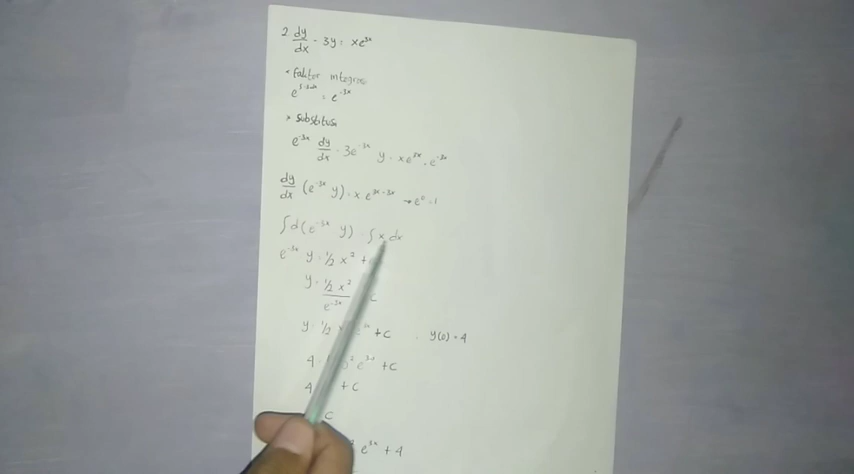 2 dy/dx - 3y = xe^3x
• faktor integrasi
e^∫-3dx = e^-3x
* Substitusi
e^-3x dy/dx - 3e^-3x y = xe^3x . e^-3x
dy/dx (e^-3x y) = x e^3x-3x → e^0 = 1
∫d(e^-3x y) = ∫x dx
e^-3x y = 1/2 x^2 +
y = 1/2 x^2 / e^-3x C
y = 1/2 +C . y(0) = 4
4 = +C
4 + C
C
e^3x + 4